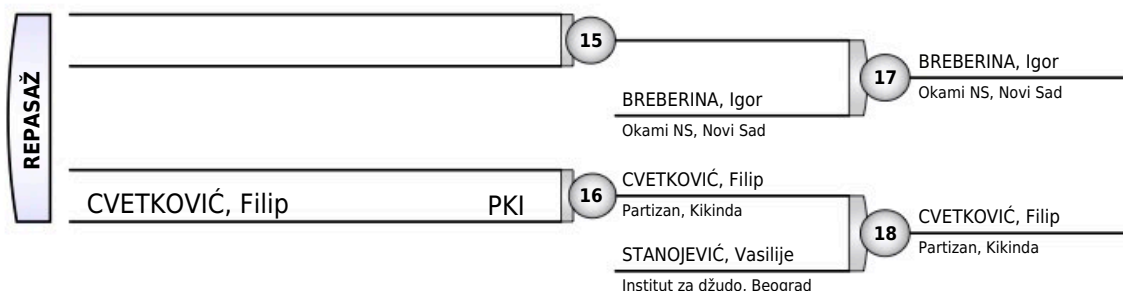 REPASAŽ
15
BREBERINA, Igor
Okami NS, Novi Sad
17
BREBERINA, Igor
Okami NS, Novi Sad
CVETKOVIĆ, Filip PKI
16
CVETKOVIĆ, Filip
Partizan, Kikinda
STANOJEVIĆ, Vasilije
Institut za džudo, Beograd
18
CVETKOVIĆ, Filip
Partizan, Kikinda